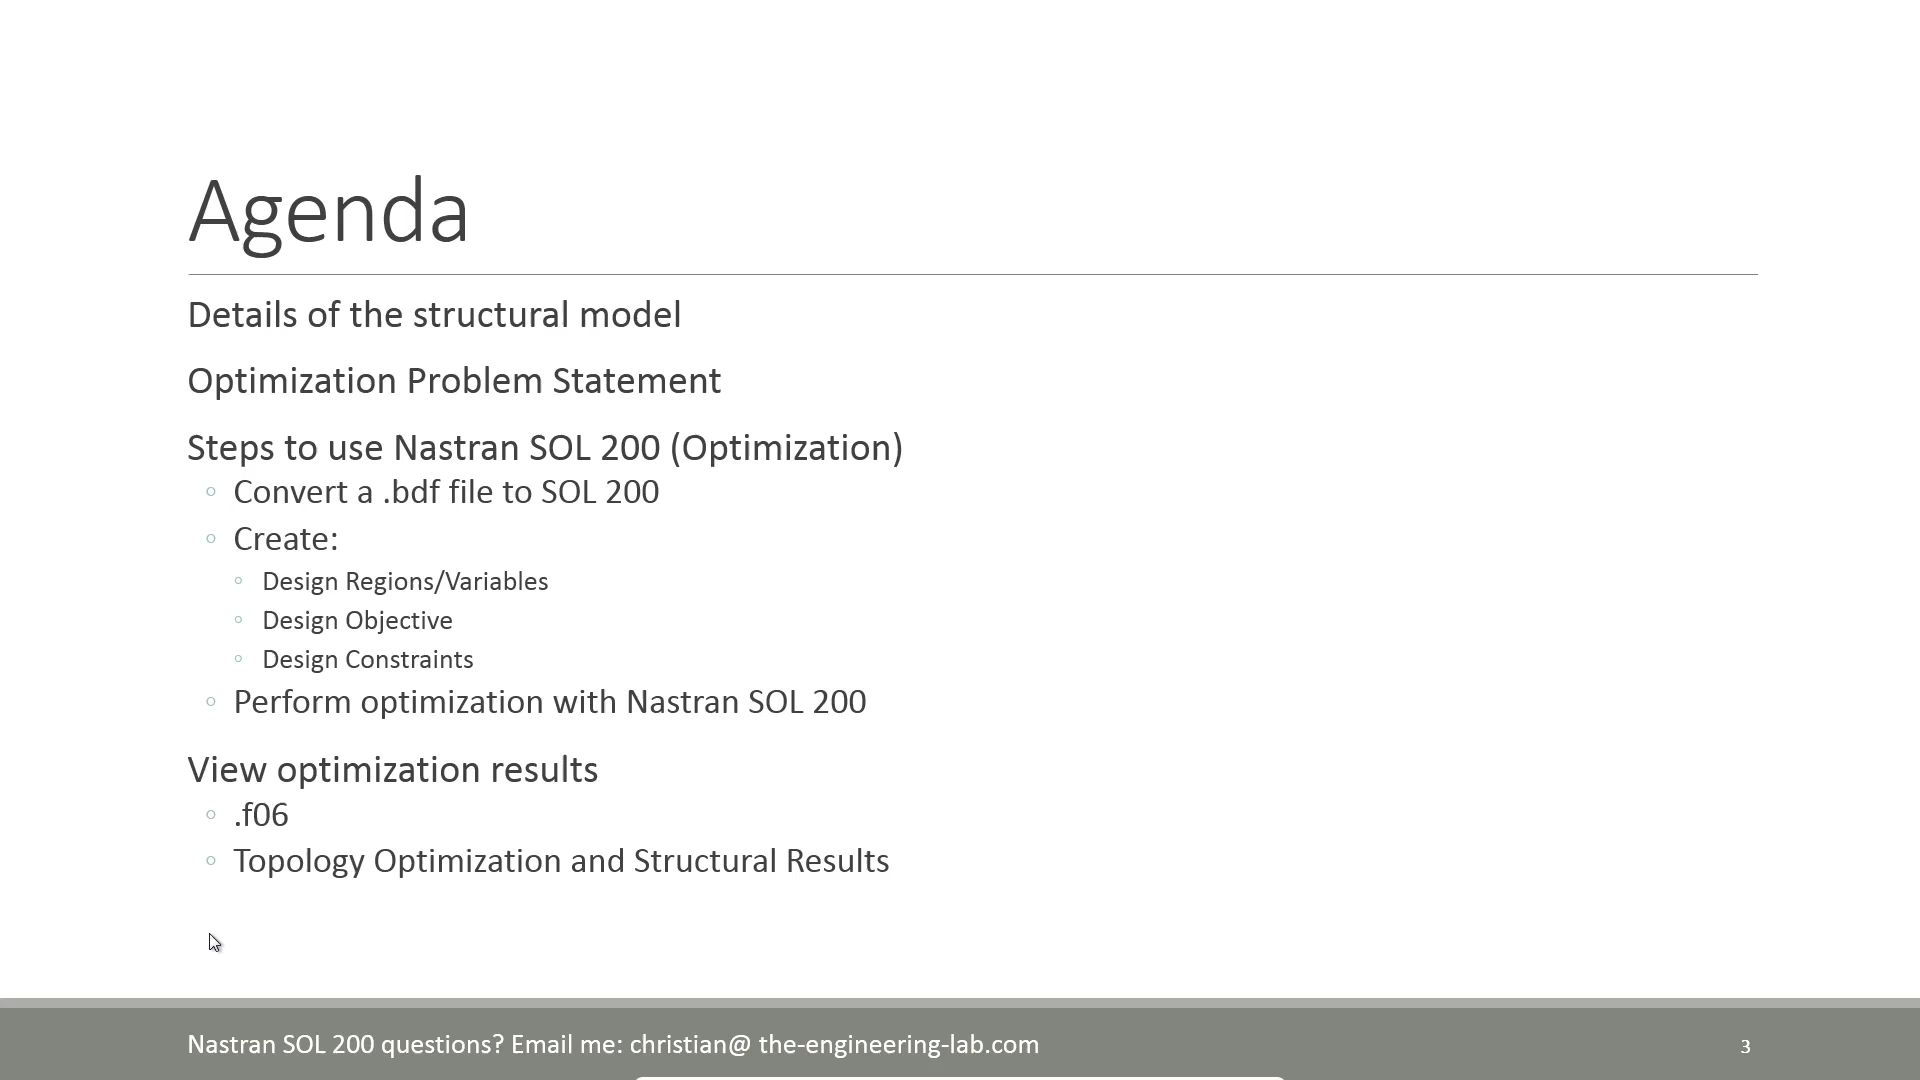 Agenda
Details of the structural model
Optimization Problem Statement
Steps to use Nastran SOL 200 (Optimization)
◦ Convert a .bdf file to SOL 200
◦ Create:
◦ Design Regions/Variables
◦ Design Objective
◦ Design Constraints
◦ Perform optimization with Nastran SOL 200
View optimization results
◦ .f06
◦ Topology Optimization and Structural Results
Nastran SOL 200 questions? Email me: christian@ the-engineering-lab.com
3